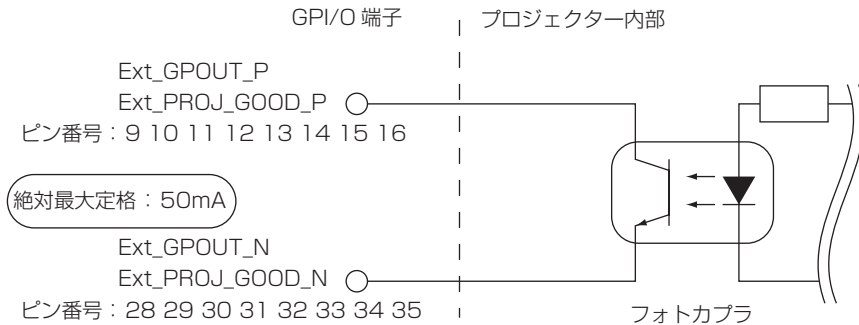 GPI/O 端子
プロジェクター内部
Ext_GPOUT_P
Ext_PROJ_GOOD_P
ピン番号：9 10 11 12 13 14 15 16
絶対最大定格：50mA
Ext_GPOUT_N
Ext_PROJ_GOOD_N
ピン番号：28 29 30 31 32 33 34 35
フォトカプラ